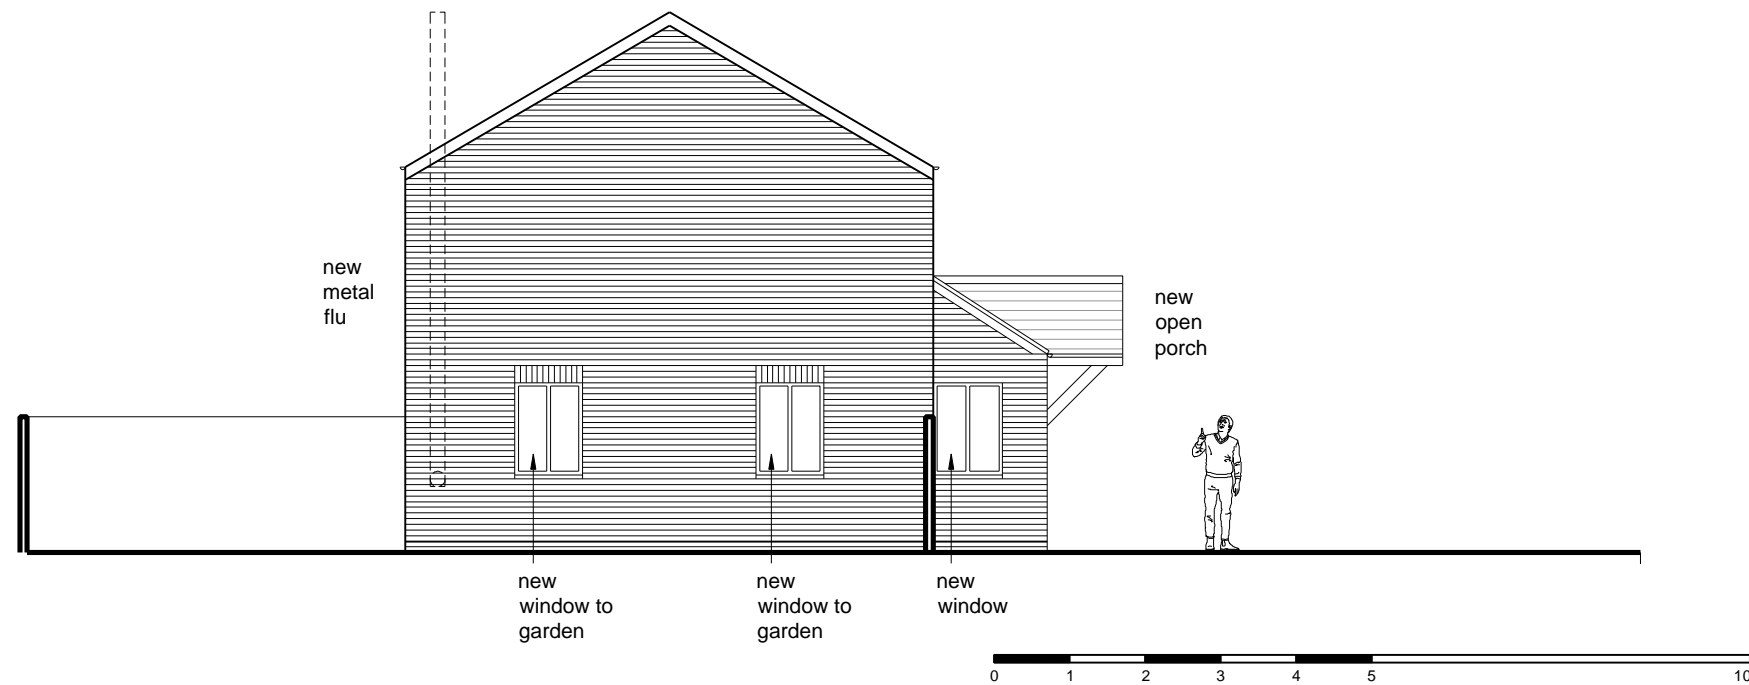 new
metal
flu
new
open
porch
new
window to
garden
new
window to
garden
new
window
0 1 2 3 4 5 10